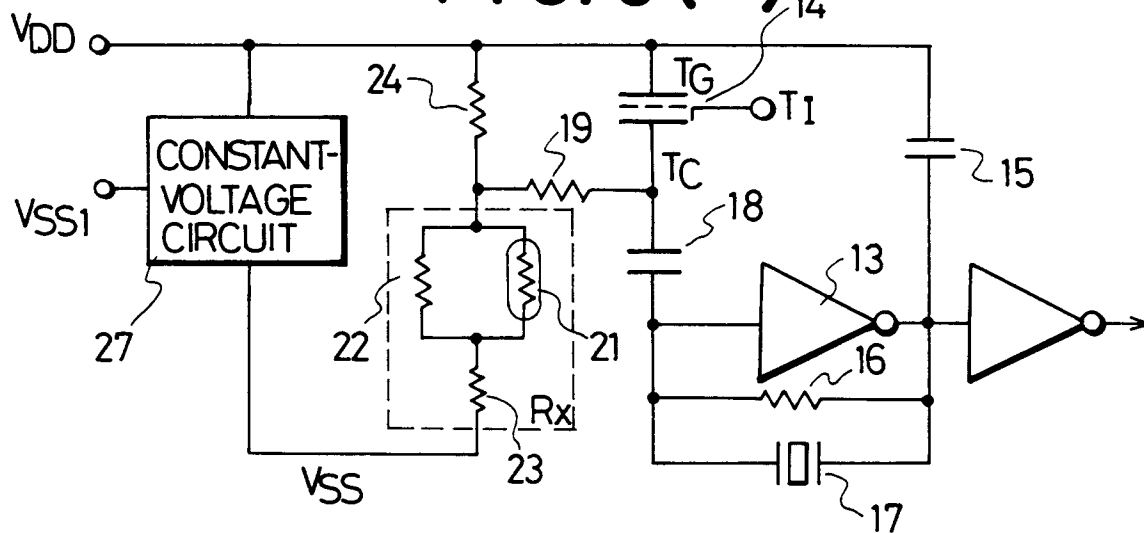 14
VDD
24
TG
TI
19
CONSTANT-
VOLTAGE
CIRCUIT
TC
15
VSS1
18
13
27
22
21
16
RX
23
VSS
17